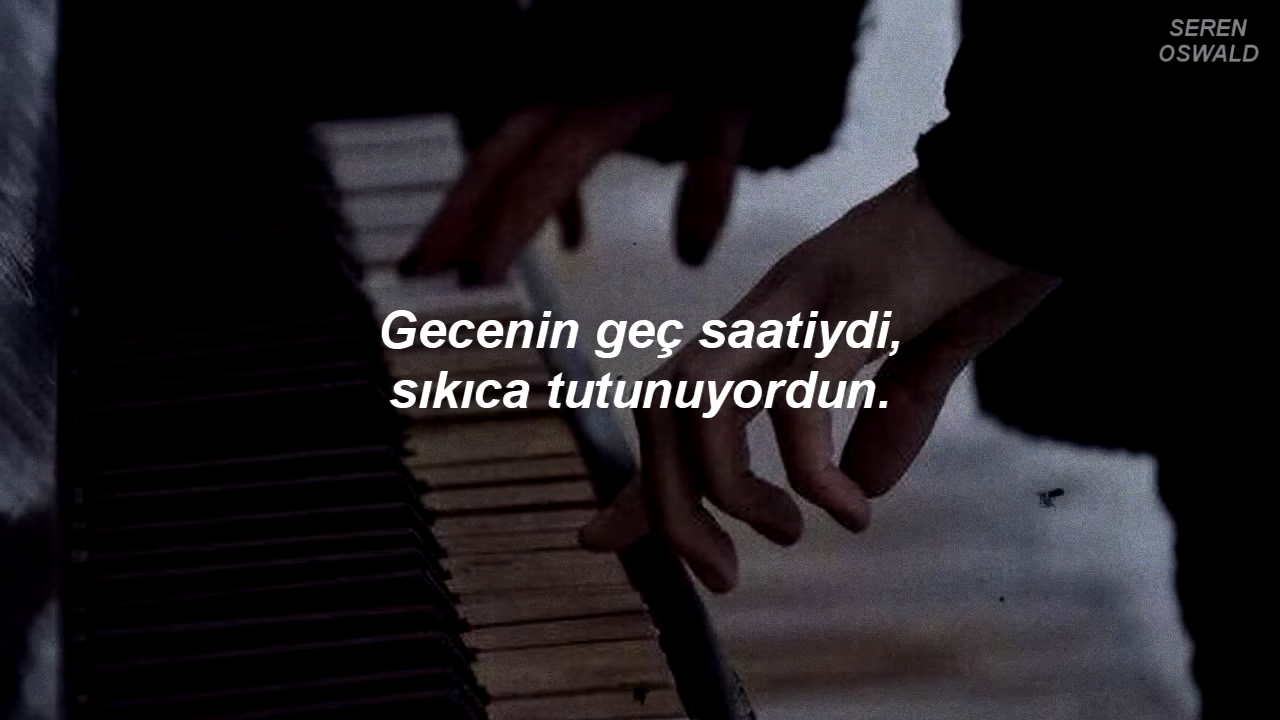 SEREN
OSWALD
Gecenin geç saatiydi,
sıkıca tutunuyordun.